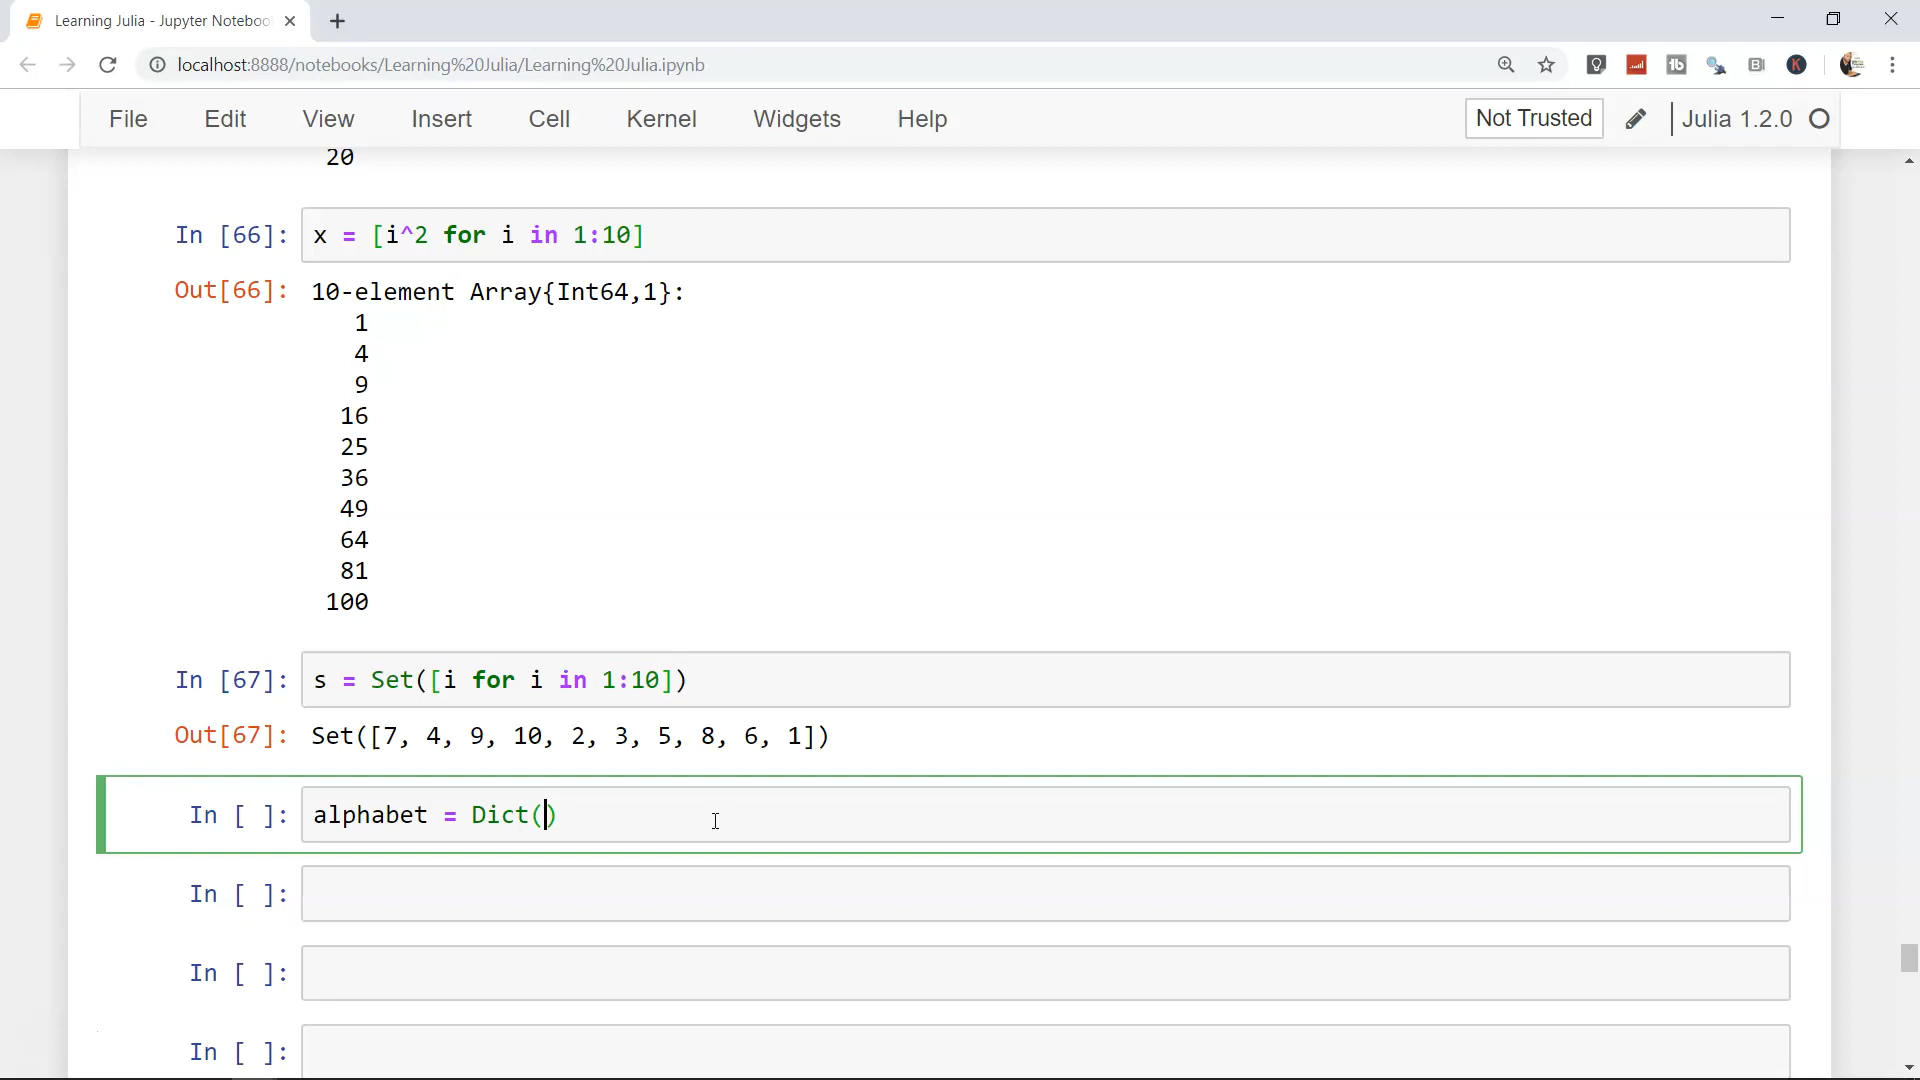 Learning Julia - Jupyter Noteboo
localhost:8888/notebooks/Learning%20Julia/Learning%20Julia.ipynb
File Edit View Insert Cell Kernel Widgets Help
Not Trusted
Julia 1.2.0
20
In [66]: x = [i^2 for i in 1:10]
Out[66]: 10-element Array{Int64,1}:
1
4
9
16
25
36
49
64
81
100
In [67]: s = Set([i for i in 1:10])
Out[67]: Set([7, 4, 9, 10, 2, 3, 5, 8, 6, 1])
In [ ]: alphabet = Dict()
In [ ]:
In [ ]:
In [ ]: